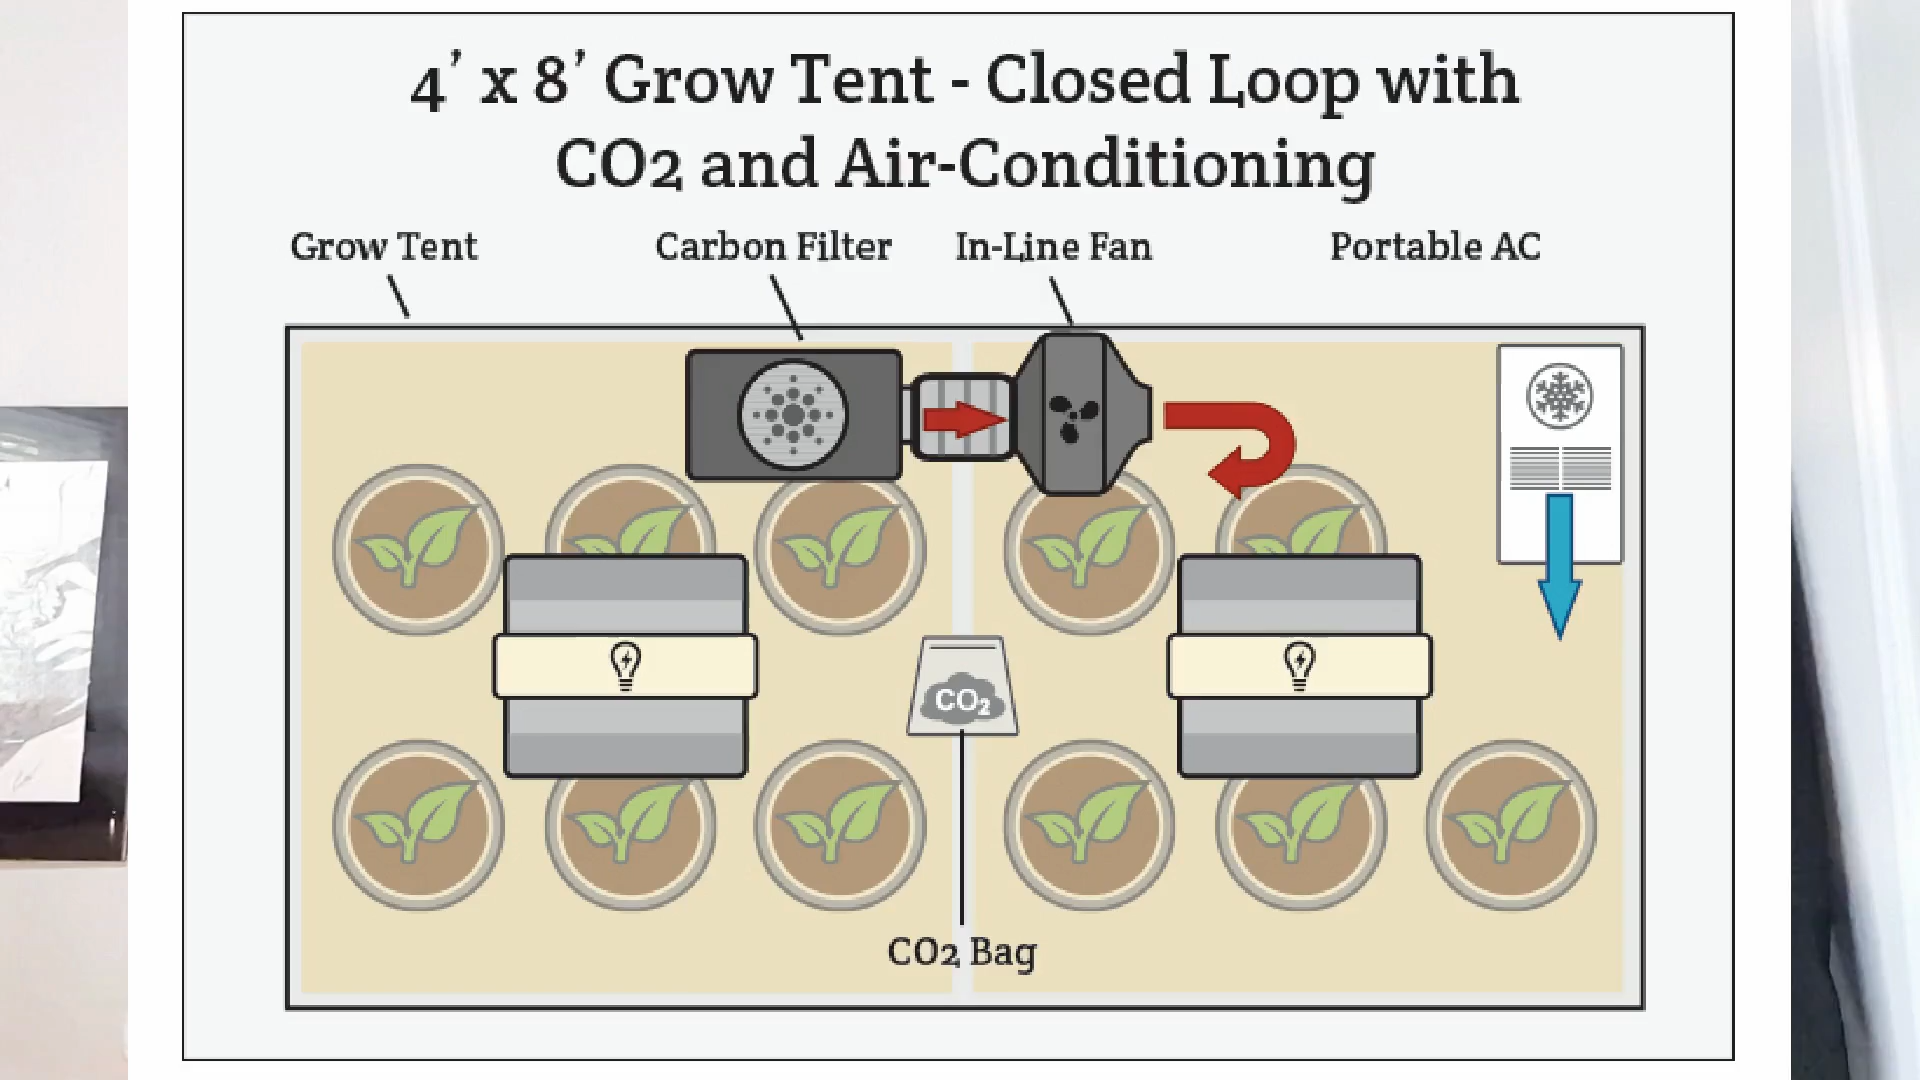 4’ x 8’ Grow Tent - Closed Loop with
CO2 and Air-Conditioning
Grow Tent
Carbon Filter
In-Line Fan
Portable AC
CO₂
CO2 Bag